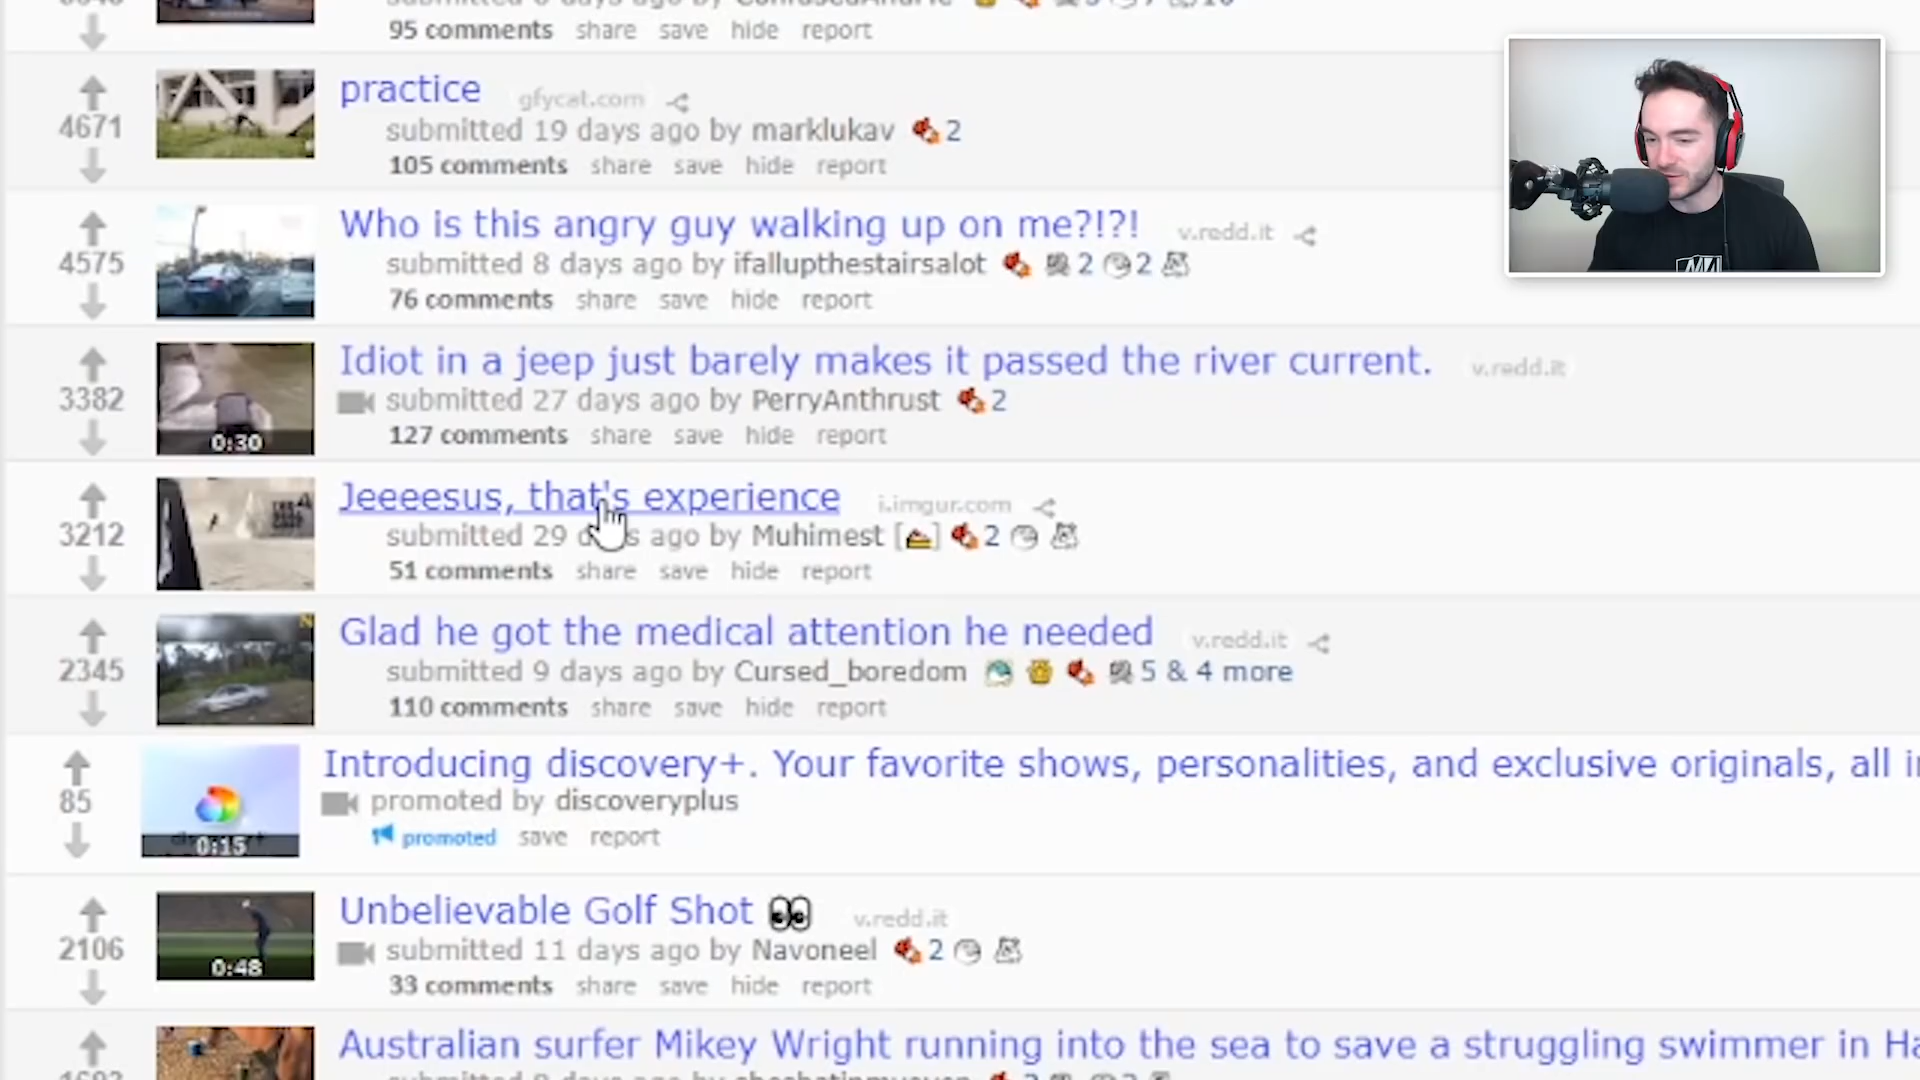 95 comments share save hide report
practice gfycat.com
4671
submitted 19 days ago by marklukav 2
105 comments share save hide report
Who is this angry guy walking up on me?!?! v.redd.it
4575
submitted 8 days ago by ifallupthestairsalot 2 2
76 comments share save hide report
Idiot in a jeep just barely makes it passed the river current. v.redd.it
3382
submitted 27 days ago by PerryAnthrust 2
0:30
127 comments share save hide report
Jeeeesus, that's experience i.imgur.com
3212
submitted 29 ago by Muhimest 2
51 comments share save hide report
Glad he got the medical attention he needed v.redd.it
2345
submitted 9 days ago by Cursed_boredom 5 & 4 more
110 comments share save hide report
Introducing discovery+. Your favorite shows, personalities, and exclusive originals, all
85
promoted by discoveryplus
0:15
promoted save report
Unbelievable Golf Shot 👀 v.redd.it
2106
submitted 11 days ago by Navoneel 2
0:48
33 comments share save hide report
Australian surfer Mikey Wright running into the sea to save a struggling swimmer in